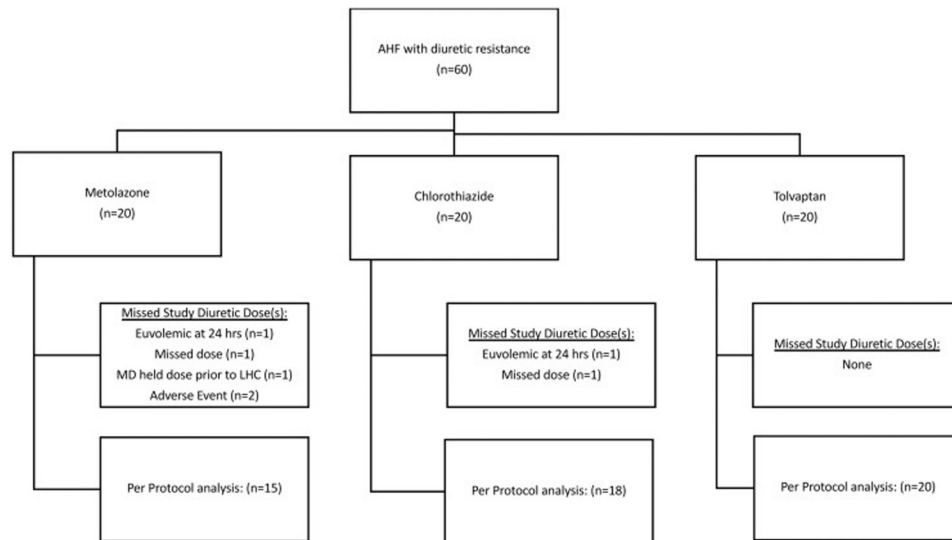 AHF with diuretic resistance
(n=60)
Metolazone
(n=20)
Chlorothiazide
(n=20)
Tolvaptan
(n=20)
Missed Study Diuretic Dose(s):
Euvolemic at 24 hrs (n=1)
Missed dose (n=1)
MD held dose prior to LHC (n=1)
Adverse Event (n=2)
Missed Study Diuretic Dose(s):
Euvolemic at 24 hrs (n=1)
Missed dose (n=1)
Missed Study Diuretic Dose(s):
None
Per Protocol analysis: (n=15)
Per Protocol analysis: (n=18)
Per Protocol analysis: (n=20)